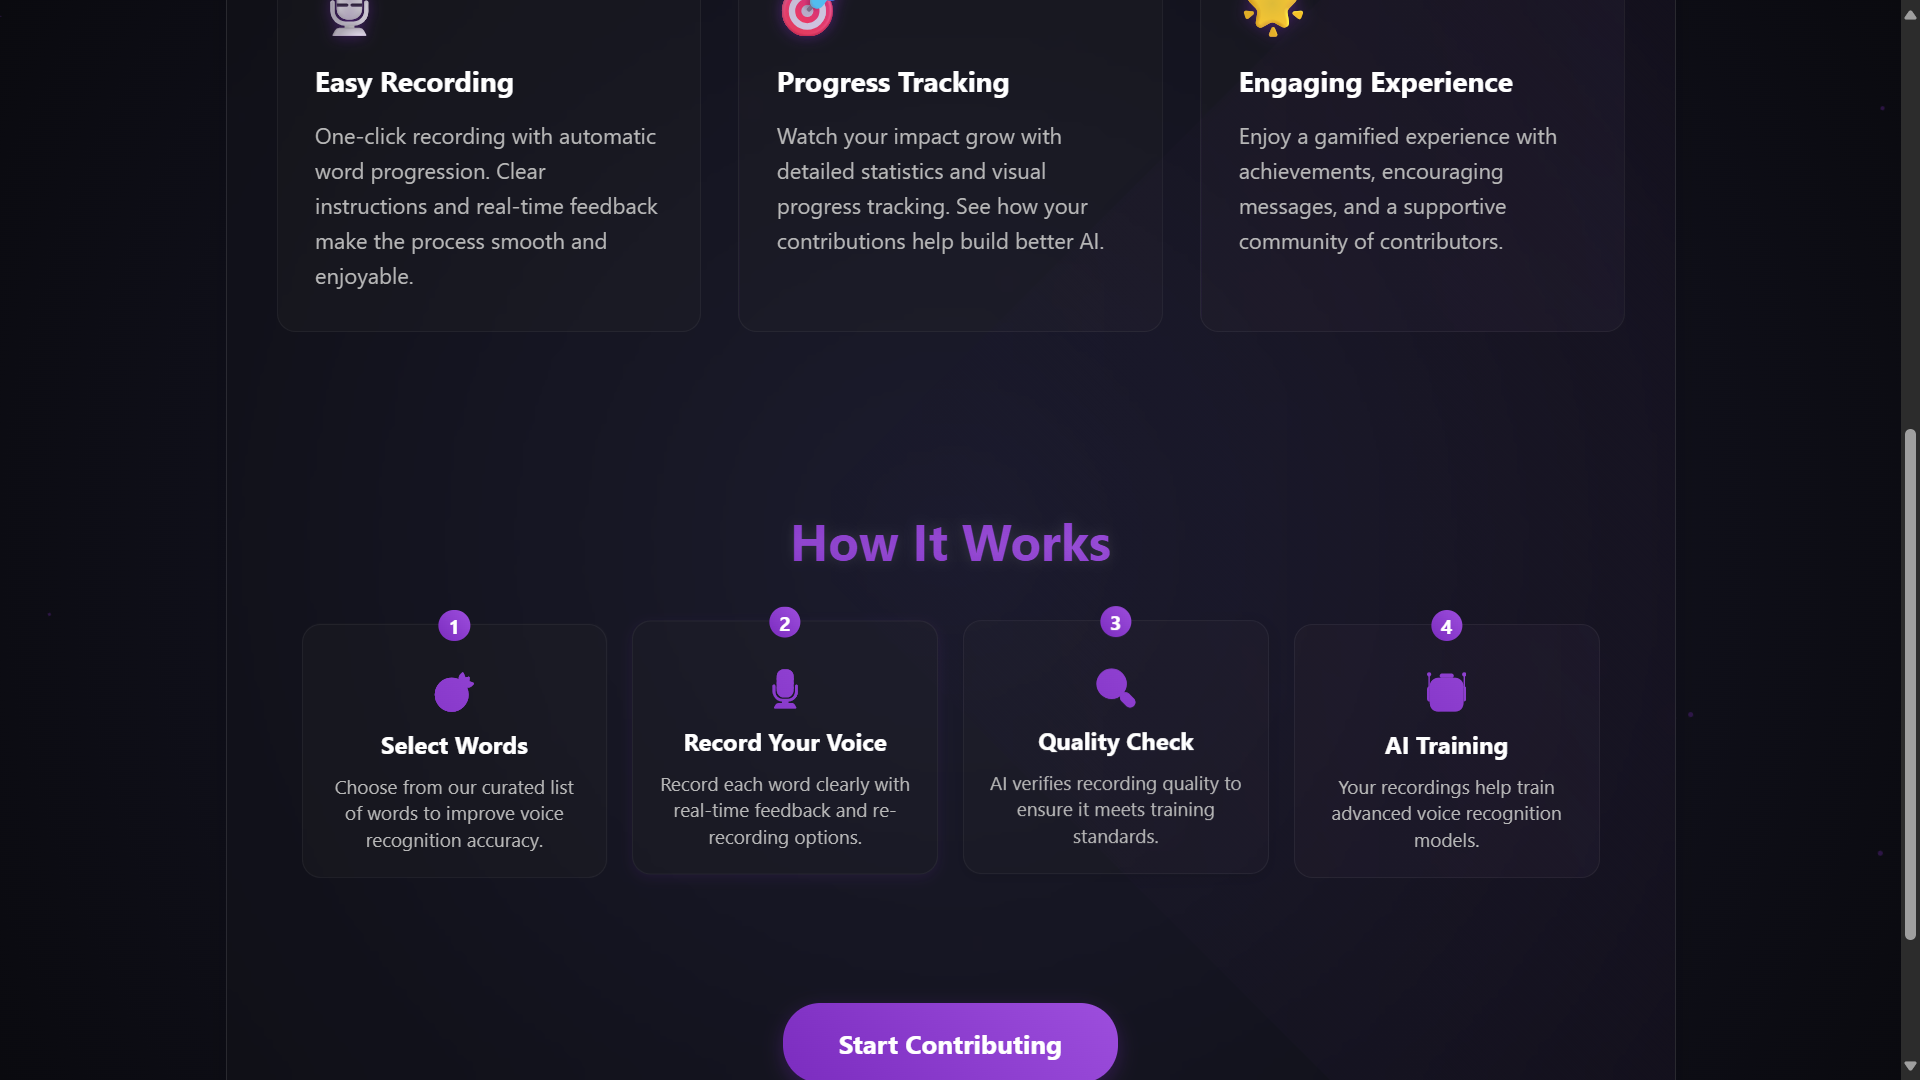 Easy Recording
One-click recording with automatic
word progression. Clear
instructions and real-time feedback
make the process smooth and
enjoyable.
Progress Tracking
Watch your impact grow with
detailed statistics and visual
progress tracking. See how your
contributions help build better AI.
Engaging Experience
Enjoy a gamified experience with
achievements, encouraging
messages, and a supportive
community of contributors.
How It Works
1
Select Words
Choose from our curated list
of words to improve voice
recognition accuracy.
2
Record Your Voice
Record each word clearly with
real-time feedback and re-
recording options.
3
Quality Check
AI verifies recording quality to
ensure it meets training
standards.
4
AI Training
Your recordings help train
advanced voice recognition
models.
Start Contributing